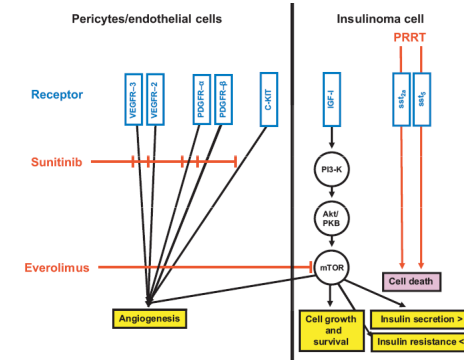 Pericytes/endothelial cells
Insulinoma cell
PRRT
Receptor
VEGFR–3
VEGFR–2
PDGFR–α
PDGFR–β
C-KIT
IGF-I
sst2a
sst5
Sunitinib
PI3-K
Akt/
PKB
Everolimus
mTOR
Cell death
Angiogenesis
Cell growth
and
survival
Insulin secretion >
Insulin resistance <